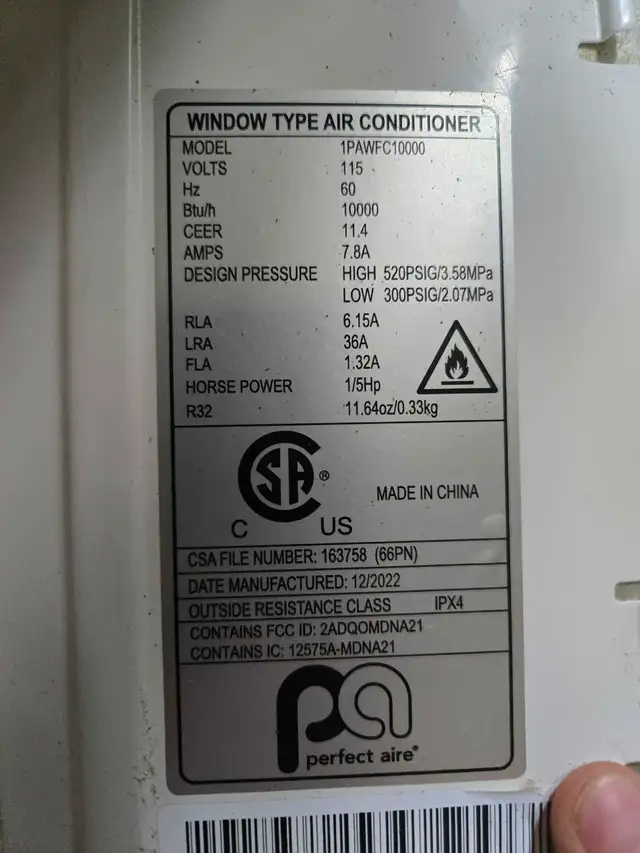 WINDOW TYPE AIR CONDITIONER
MODEL 1PAWFC10000
VOLTS 115
Hz 60
Btu/h 10000
CEER 11.4
AMPS 7.8A
DESIGN PRESSURE HIGH 520PSIG/3.58MPa
LOW 300PSIG/2.07MPa
RLA 6.15A
LRA 36A
FLA 1.32A
HORSE POWER 1/5Hp
R32 11.64oz/0.33kg
CSA®
C US
MADE IN CHINA
CSA FILE NUMBER: 163758 (66PN)
DATE MANUFACTURED: 12/2022
OUTSIDE RESISTANCE CLASS IPX4
CONTAINS FCC ID: 2ADQOMDNA21
CONTAINS IC: 12575A-MDNA21
pa
perfect aire®